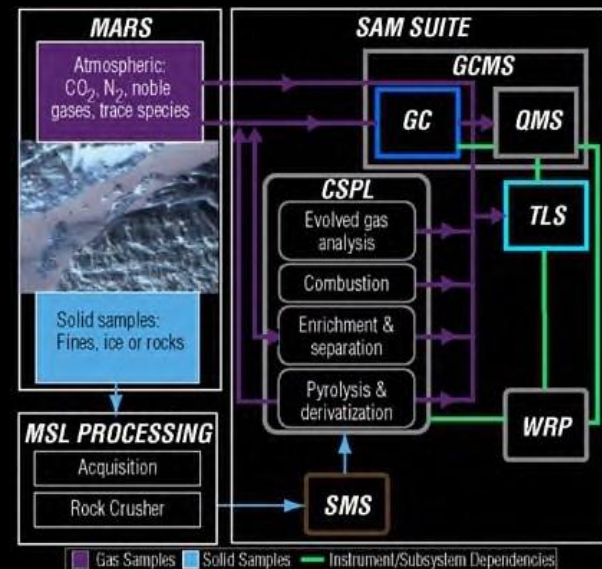 MARS
Atmospheric:
CO₂, N₂, noble
gases, trace species
Solid samples:
Fines, ice or rocks
MSL PROCESSING
Acquisition
Rock Crusher
SAM SUITE
GCMS
GC
QMS
CSPL
Evolved gas
analysis
Combustion
Enrichment &
separation
Pyrolysis &
derivatization
TLS
WRP
SMS
Gas Samples
Solid Samples
Instrument/Subsystem Dependencies